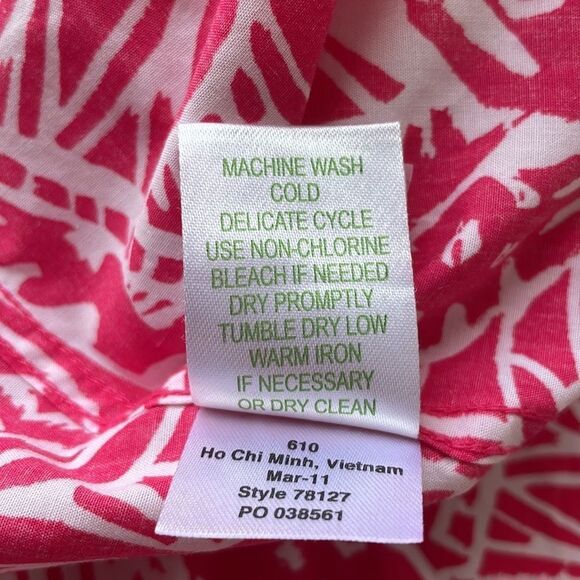 MACHINE WASH
COLD
DELICATE CYCLE
USE NON-CHLORINE
BLEACH IF NEEDED
DRY PROMPTLY
TUMBLE DRY LOW
WARM IRON
IF NECESSARY
OR DRY CLEAN
610
Ho Chi Minh, Vietnam
Mar-11
Style 78127
PO 038561